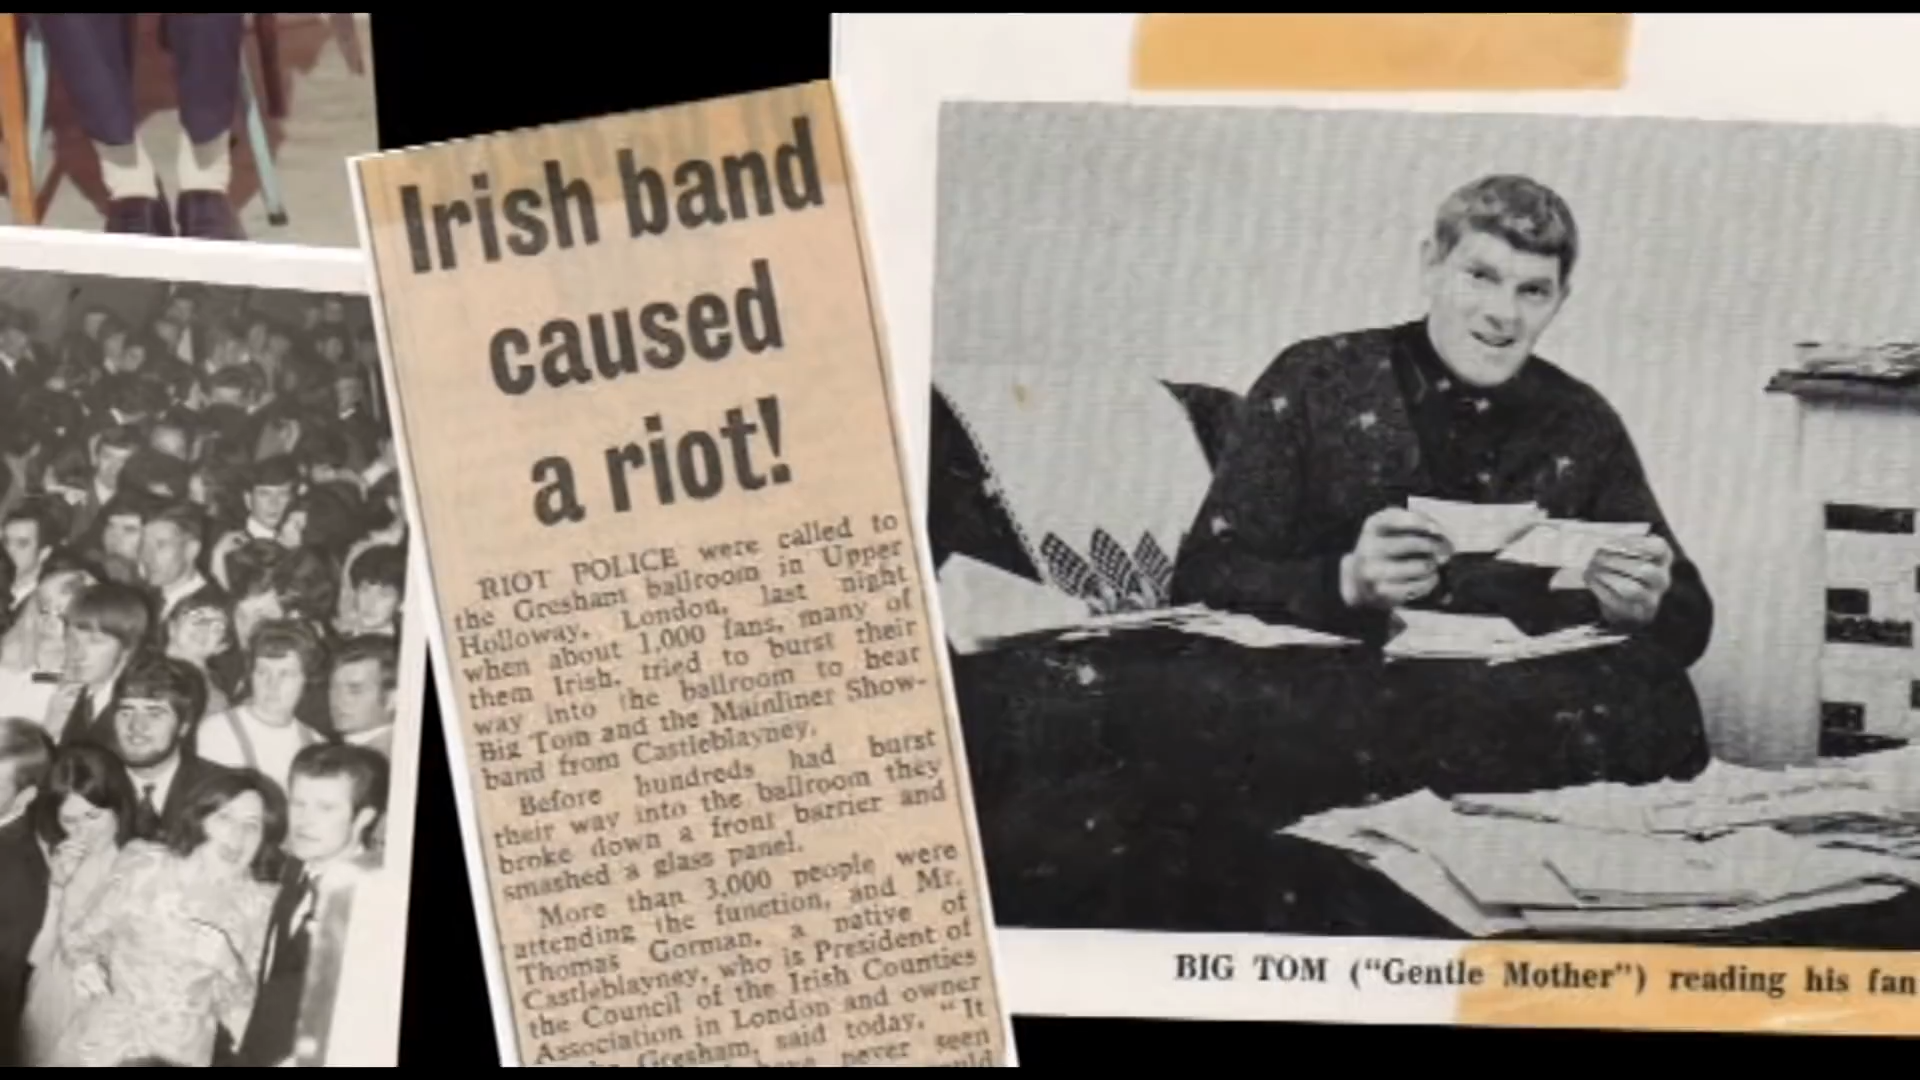 Irish band
caused
a riot!
RIOT POLICE were called to
the Gresham ballroom in Upper
Holloway, London, last night
when about 1,000 fans, many of
them Irish, tried to burst their
way into the ballroom to hear
Big Tom and the Mainliner Show-
band from Castleblayney.
Before hundreds had burst
their way into the ballroom they
broke down a front barrier and
smashed a glass panel.
More than 3,000 people were
attending the function, and Mr.
Thomas Gorman, a native of
Castleblayney, who is President of
the Council of the Irish Counties
Association in London and owner
Gresham, said today, "It
never seen
BIG TOM ("Gentle Mother") reading his fan